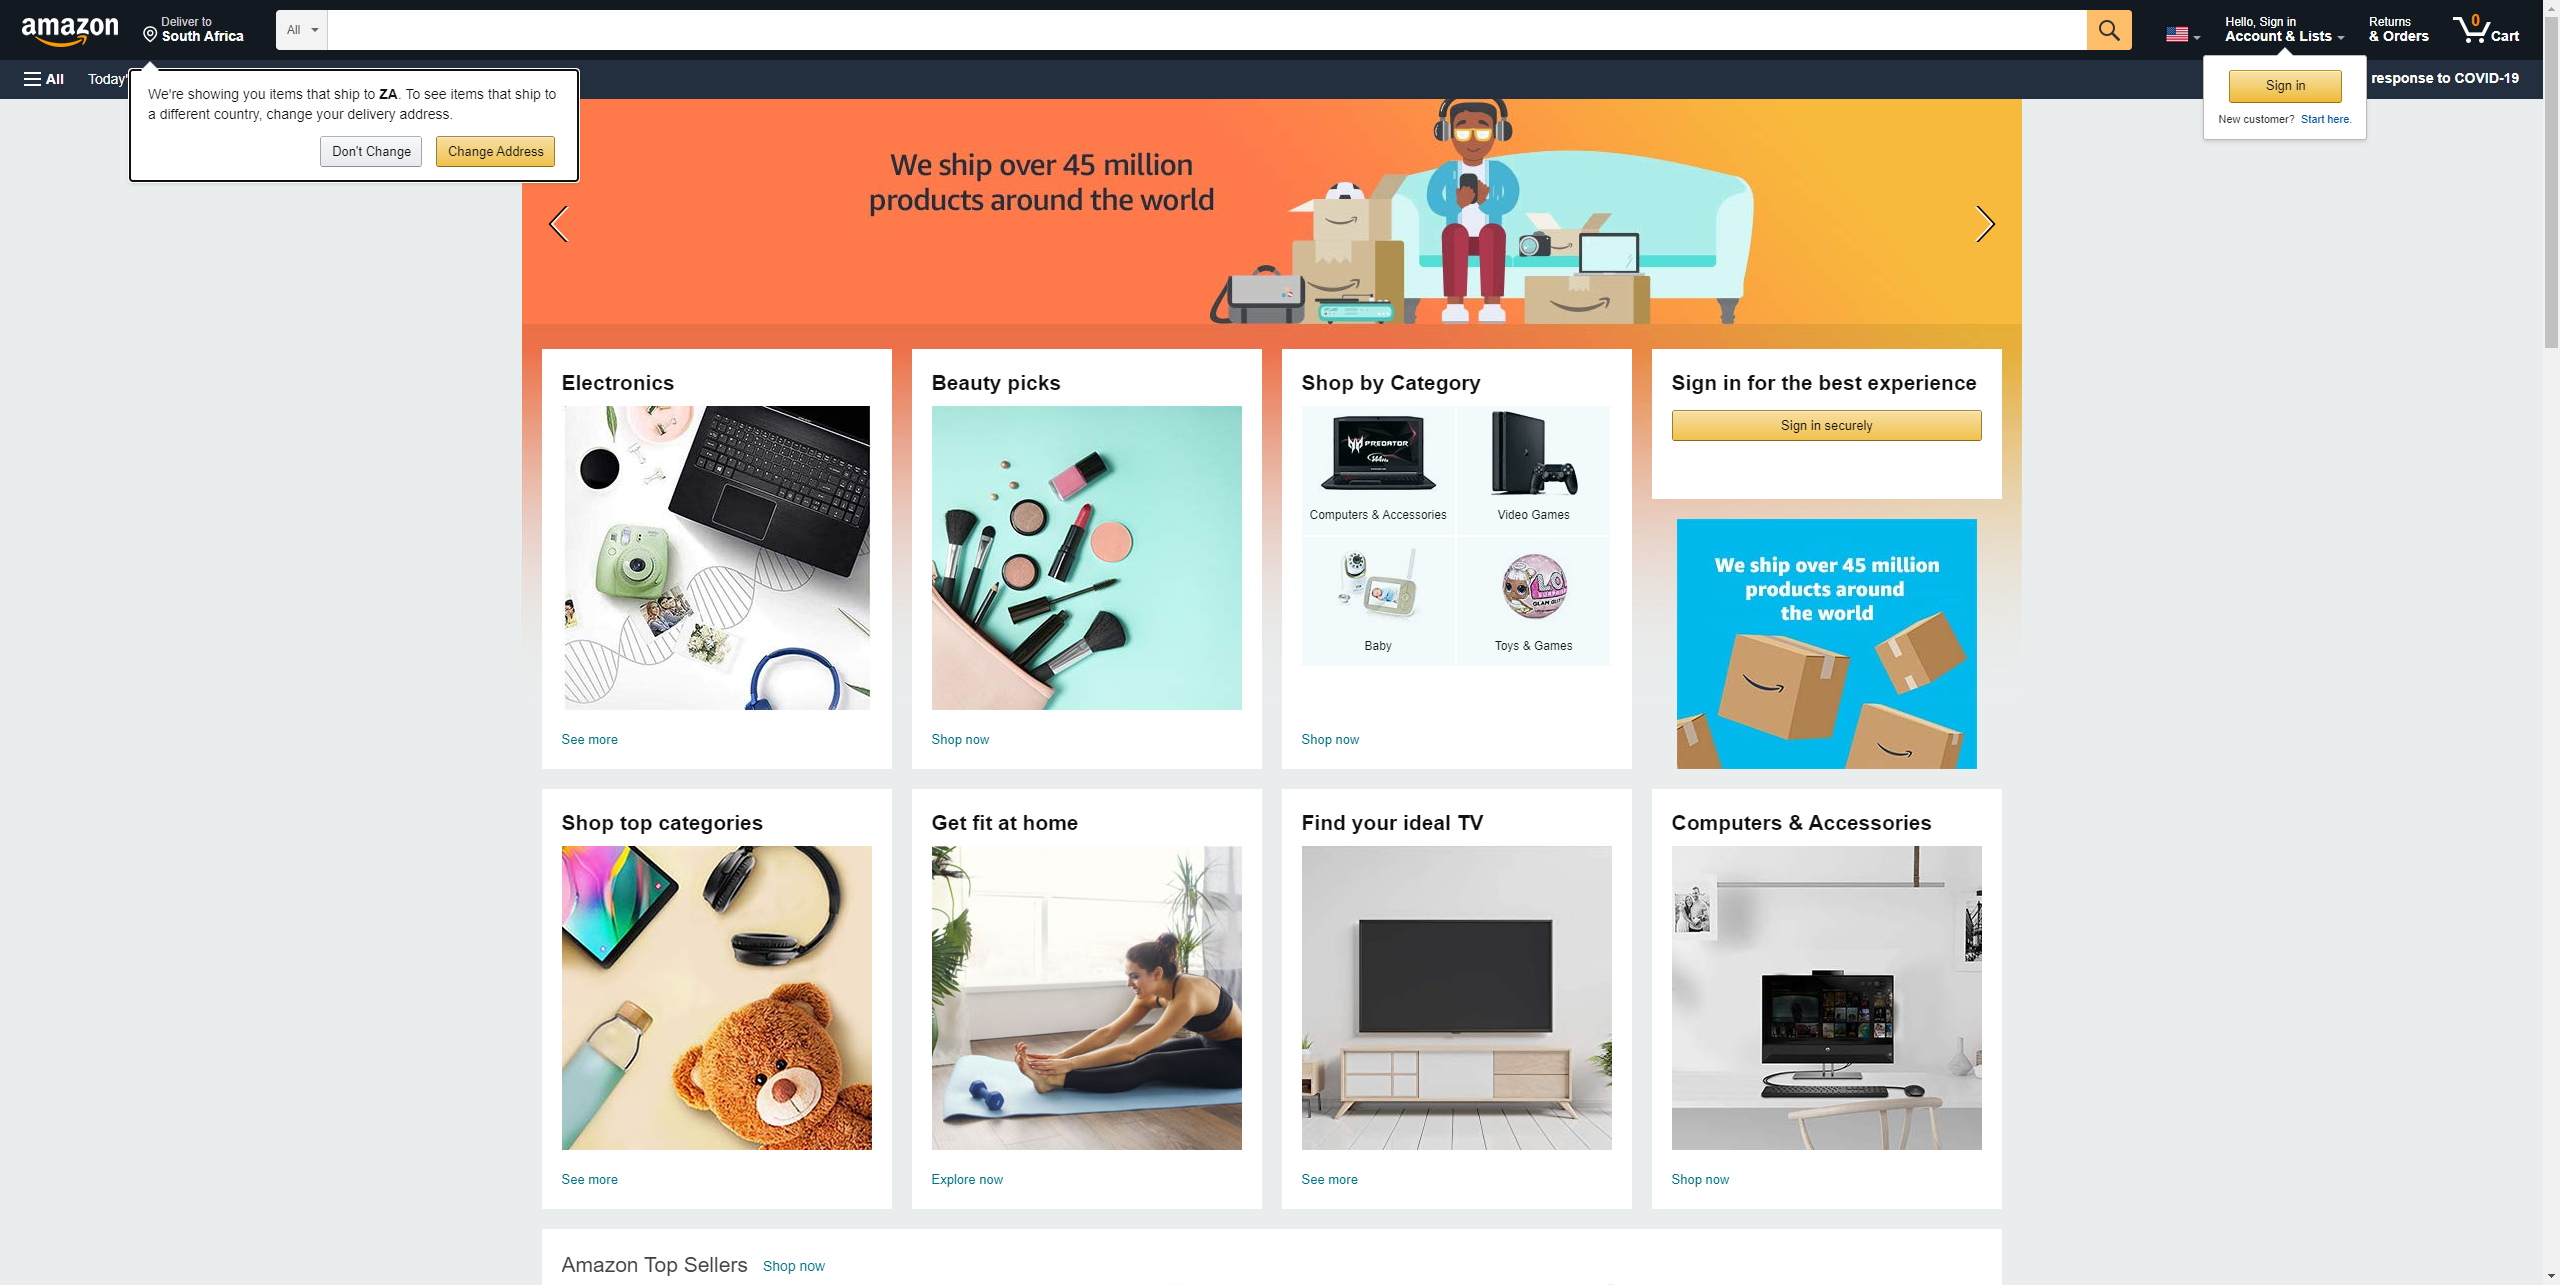 amazon
Deliver to
South Africa
All
Hello, Sign in
Account & Lists
Returns
& Orders
0
Cart
All
Today'
response to COVID-19
We're showing you items that ship to ZA. To see items that ship to
a different country, change your delivery address.
Don't Change
Change Address
Sign in
New customer? Start here.
We ship over 45 million
products around the world
Electronics
See more
Beauty picks
Shop now
Shop by Category
PREDATOR
144Hz
Computers & Accessories
Video Games
Baby
L.O.L.
SURPRISE!
GLAM GLITTER
Toys & Games
Shop now
Sign in for the best experience
Sign in securely
We ship over 45 million
products around
the world
Shop top categories
See more
Get fit at home
Explore now
Find your ideal TV
See more
Computers & Accessories
Shop now
Amazon Top Sellers
Shop now